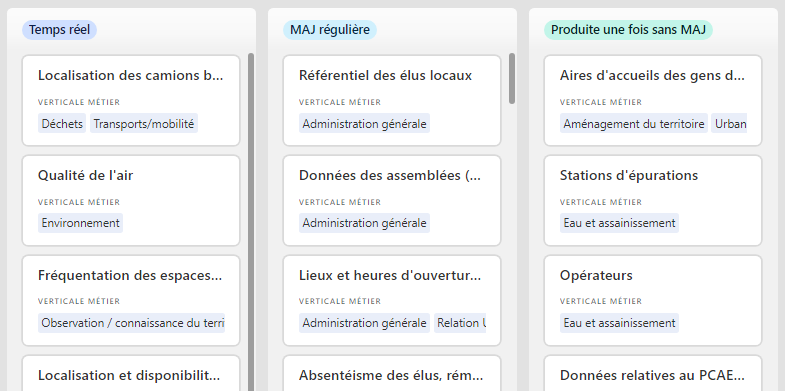 Temps réel
Localisation des camions b...
VERTICALE MÉTIER
Déchets Transports/mobilité
Qualité de l'air
VERTICALE MÉTIER
Environnement
Fréquentation des espaces...
VERTICALE MÉTIER
Observation / connaissance du terri
Localisation et disponibilit...
MAJ régulière
Référentiel des élus locaux
VERTICALE MÉTIER
Administration générale
Données des assemblées (...
VERTICALE MÉTIER
Administration générale
Lieux et heures d'ouvertur...
VERTICALE MÉTIER
Administration générale Relation U
Absentéisme des élus, rém...
Produite une fois sans MAJ
Aires d'accueils des gens d...
VERTICALE MÉTIER
Aménagement du territoire Urban
Stations d'épurations
VERTICALE MÉTIER
Eau et assainissement
Opérateurs
VERTICALE MÉTIER
Eau et assainissement
Données relatives au PCAE...